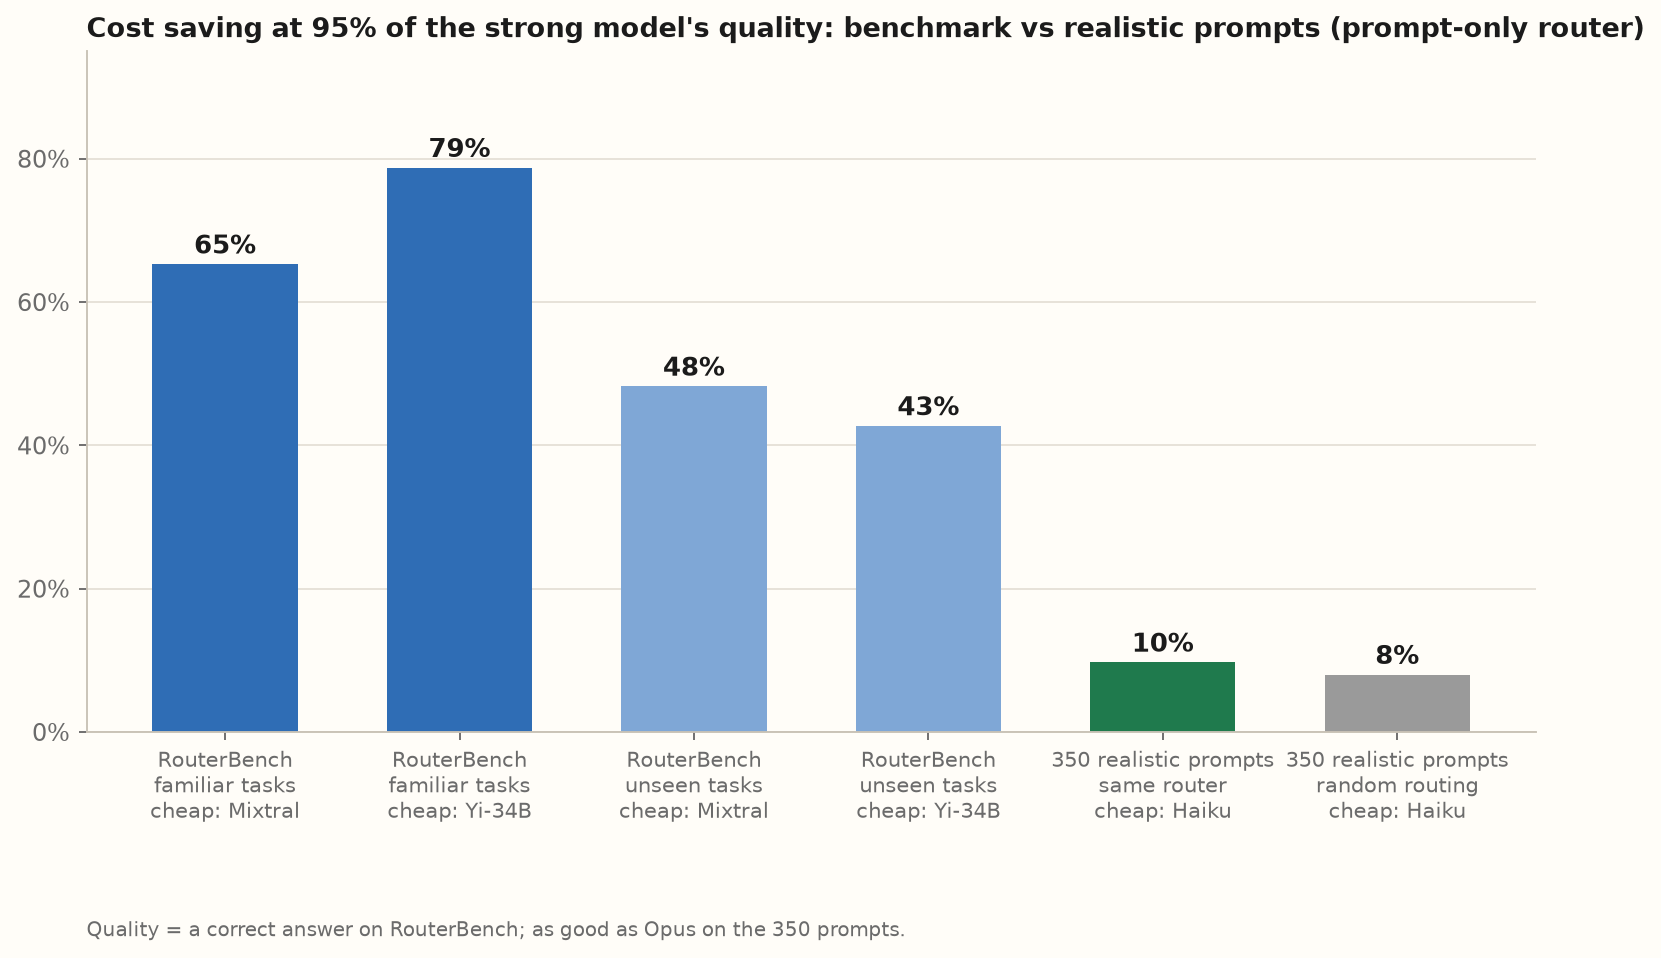 Cost saving at 95% of the strong model's quality: benchmark vs realistic prompts (prompt-only router)
80%
60%
40%
20%
0%
65%
79%
48%
43%
10%
8%
RouterBench
familiar tasks
cheap: Mixtral
RouterBench
familiar tasks
cheap: Yi-34B
RouterBench
unseen tasks
cheap: Mixtral
RouterBench
unseen tasks
cheap: Yi-34B
350 realistic prompts
same router
cheap: Haiku
350 realistic prompts
random routing
cheap: Haiku
Quality = a correct answer on RouterBench; as good as Opus on the 350 prompts.